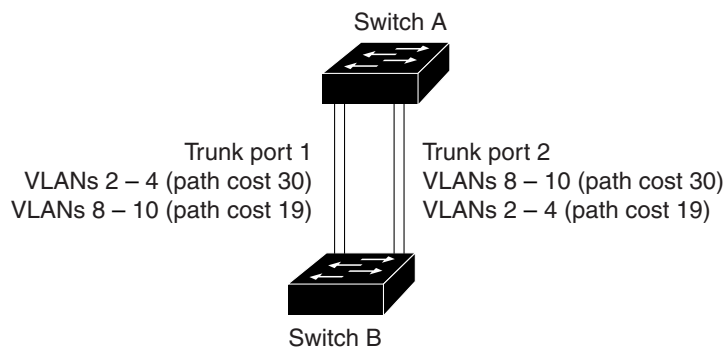 Switch A
Trunk port 1
VLANs 2 – 4 (path cost 30)
VLANs 8 – 10 (path cost 19)
Trunk port 2
VLANs 8 – 10 (path cost 30)
VLANs 2 – 4 (path cost 19)
Switch B